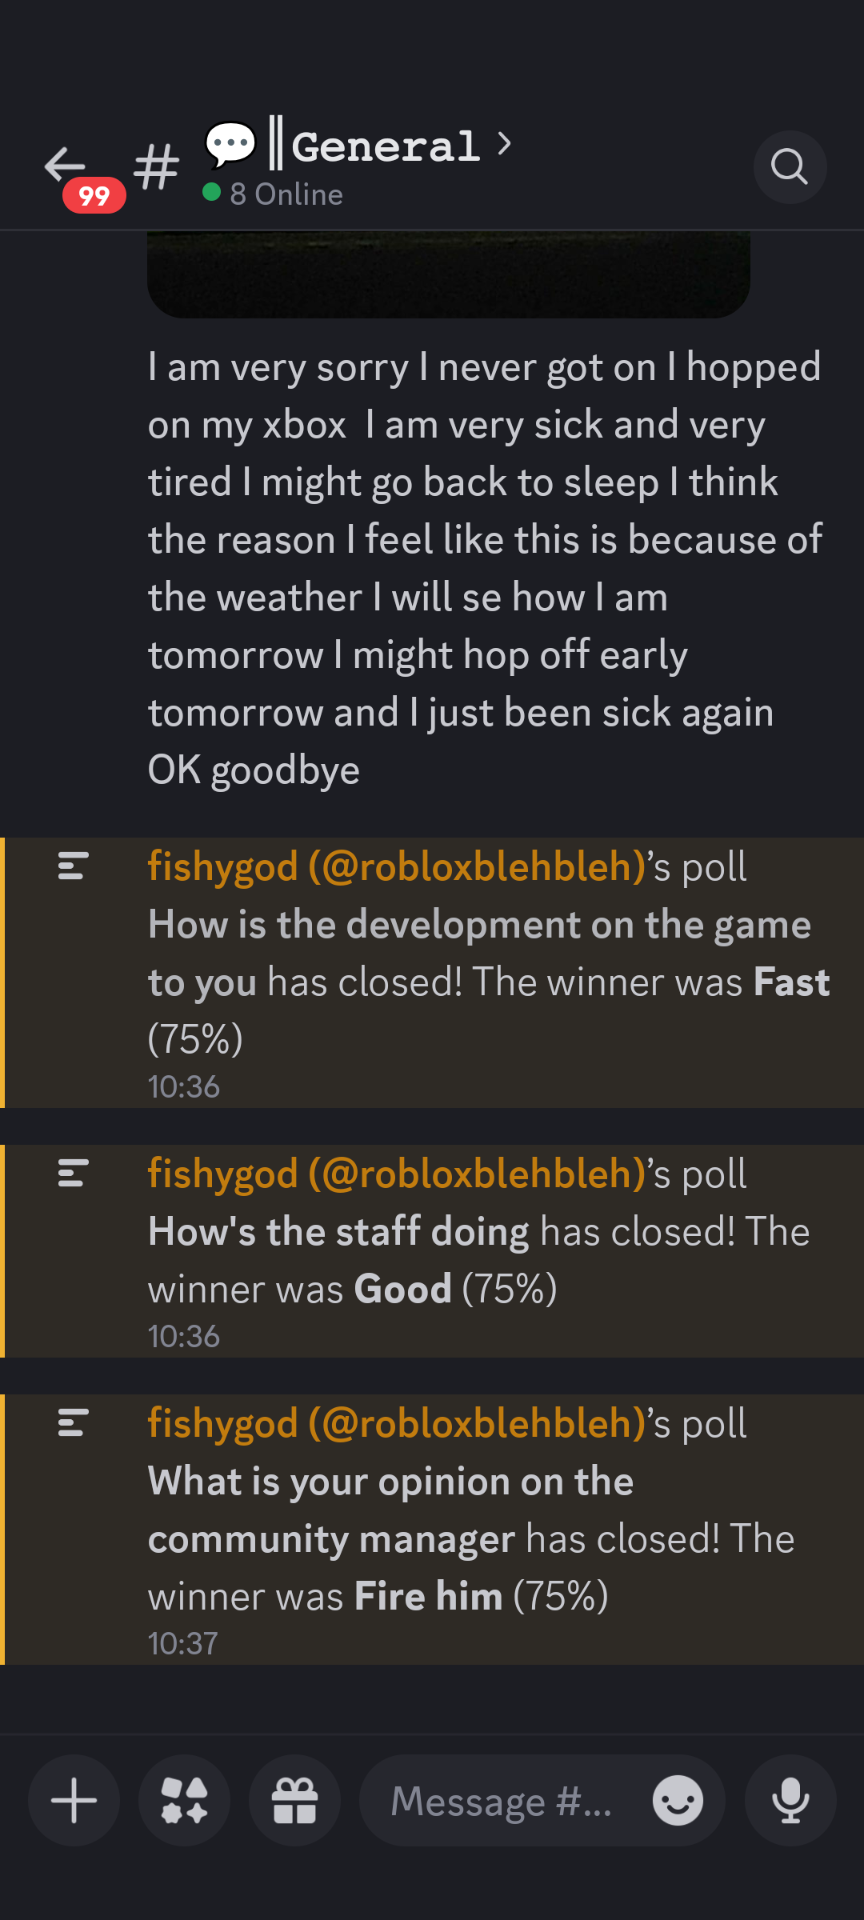 99
# 💬║General >
8 Online
I am very sorry I never got on I hopped
on my xbox  I am very sick and very
tired I might go back to sleep I think
the reason I feel like this is because of
the weather I will se how I am
tomorrow I might hop off early
tomorrow and I just been sick again
OK goodbye
fishygod (@robloxblehbleh)’s poll
How is the development on the game
to you has closed! The winner was Fast
(75%)
10:36
fishygod (@robloxblehbleh)’s poll
How's the staff doing has closed! The
winner was Good (75%)
10:36
fishygod (@robloxblehbleh)’s poll
What is your opinion on the
community manager has closed! The
winner was Fire him (75%)
10:37
Message #...